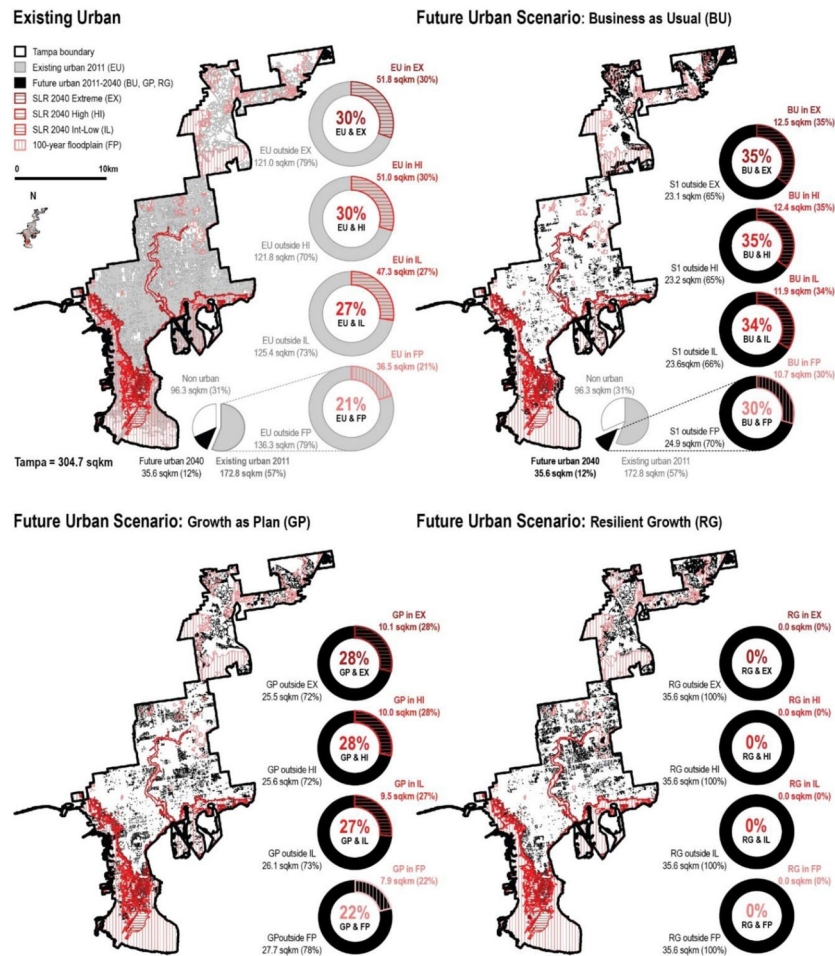 Existing Urban
Tampa boundary
Existing urban 2011 (EU)
Future urban 2011-2040 (BU, GP, RG)
SLR 2040 Extreme (EX)
SLR 2040 High (HI)
SLR 2040 Int-Low (IL)
100-year floodplain (FP)
0 10km
N
EU in EX
51.8 sqkm (30%)
30%
EU & EX
EU outside EX
121.0 sqkm (79%)
EU in HI
51.0 sqkm (30%)
30%
EU & HI
EU outside HI
121.8 sqkm (70%)
EU in IL
47.3 sqkm (27%)
27%
EU & IL
EU outside IL
125.4 sqkm (73%)
EU in FP
36.5 sqkm (21%)
21%
EU & FP
EU outside FP
136.3 sqkm (79%)
Non urban
96.3 sqkm (31%)
Tampa = 304.7 sqkm
Future urban 2040
35.6 sqkm (12%)
Existing urban 2011
172.8 sqkm (57%)
Future Urban Scenario: Business as Usual (BU)
BU in EX
12.5 sqkm (35%)
35%
BU & EX
S1 outside EX
23.1 sqkm (65%)
BU in HI
12.4 sqkm (35%)
35%
BU & HI
S1 outside HI
23.2 sqkm (65%)
BU in IL
11.9 sqkm (34%)
34%
BU & IL
S1 outside IL
23.6sqkm (66%)
BU in FP
10.7 sqkm (30%)
30%
BU & FP
S1 outside FP
24.9 sqkm (70%)
Non urban
96.3 sqkm (31%)
Future urban 2040
35.6 sqkm (12%)
Existing urban 2011
172.8 sqkm (57%)
Future Urban Scenario: Growth as Plan (GP)
GP in EX
10.1 sqkm (28%)
28%
GP & EX
GP outside EX
25.5 sqkm (72%)
GP in HI
10.0 sqkm (28%)
28%
GP & HI
GP outside HI
25.6 sqkm (72%)
GP in IL
9.5 sqkm (27%)
27%
GP & IL
GP outside IL
26.1 sqkm (73%)
GP in FP
7.9 sqkm (22%)
22%
GP & FP
GPoutside FP
27.7 sqkm (78%)
Future Urban Scenario: Resilient Growth (RG)
RG in EX
0.0 sqkm (0%)
0%
RG & EX
RG outside EX
35.6 sqkm (100%)
RG in HI
0.0 sqkm (0%)
0%
RG & HI
RG outside HI
35.6 sqkm (100%)
RG in IL
0.0 sqkm (0%)
0%
RG & IL
RG outside IL
35.6 sqkm (100%)
RG in FP
0.0 sqkm (0%)
0%
RG & FP
RG outside FP
35.6 sqkm (100%)